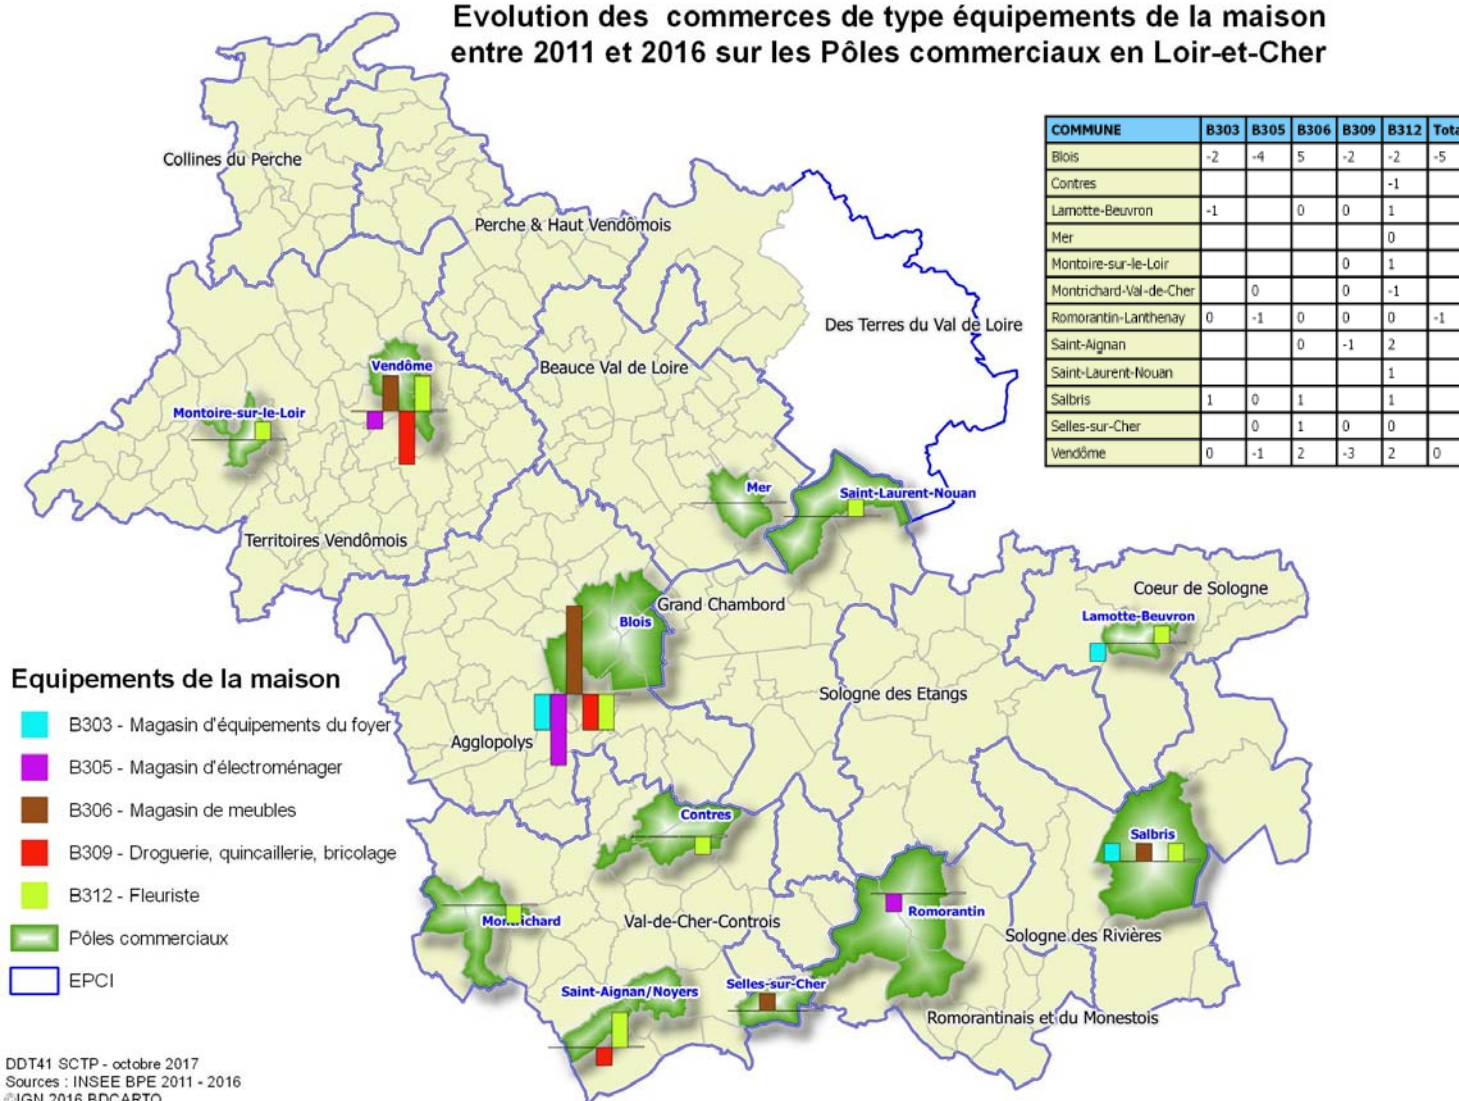 Evolution des commerces de type équipements de la maison
entre 2011 et 2016 sur les Pôles commerciaux en Loir-et-Cher
COMMUNE B303 B305 B306 B309 B312 Tota
Blois -2 -4 5 -2 -2 -5
Contres -1
Lamotte-Beuvron -1 0 0 1
Mer 0
Montoire-sur-le-Loir 0 1
Montrichard-Val-de-Cher 0 0 -1
Romorantin-Lanthenay 0 -1 0 0 0 -1
Saint-Aignan 0 -1 2
Saint-Laurent-Nouan 1
Salbris 1 0 1 1
Selles-sur-Cher 0 1 0 0
Vendôme 0 -1 2 -3 2 0
Collines du Perche
Perche & Haut Vendômois
Des Terres du Val de Loire
Vendôme
Beauce Val de Loire
Montoire-sur-le-Loir
Mer
Saint-Laurent-Nouan
Territoires Vendômois
Coeur de Sologne
Grand Chambord
Lamotte-Beuvron
Blois
Sologne des Etangs
Agglopolys
Contres
Salbris
Romorantin
Montrichard
Val-de-Cher-Controis
Sologne des Rivières
Selles-sur-Cher
Saint-Aignan/Noyers
Romorantinais et du Monestois
Equipements de la maison
B303 - Magasin d'équipements du foyer
B305 - Magasin d'électroménager
B306 - Magasin de meubles
B309 - Droguerie, quincaillerie, bricolage
B312 - Fleuriste
Pôles commerciaux
EPCI
DDT41 SCTP - octobre 2017
Sources : INSEE BPE 2011 - 2016
©IGN 2016 BDCARTO